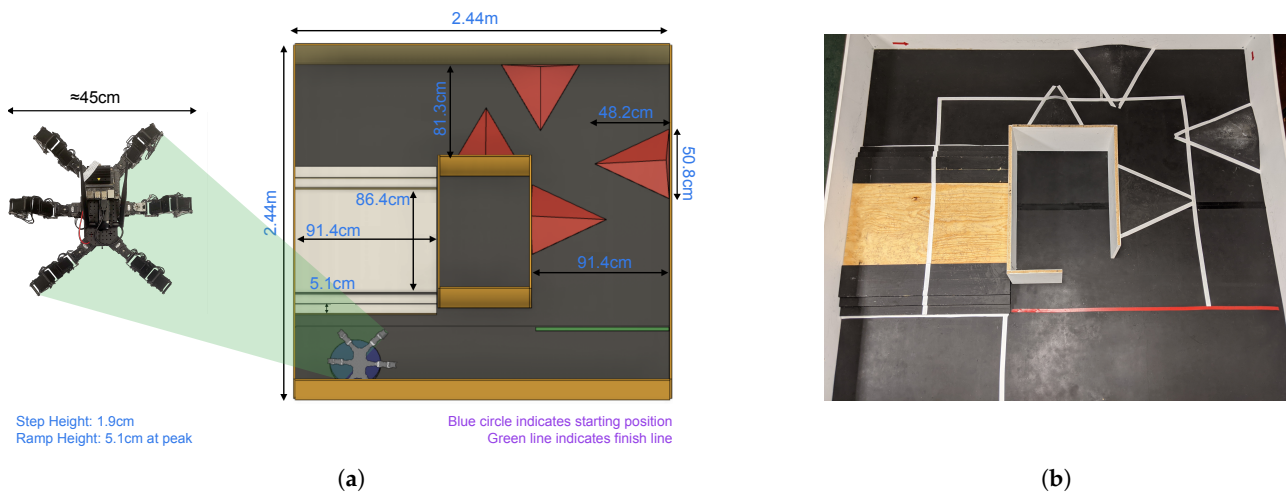 2.44m
≈45cm
81.3cm
48.2cm
50.8cm
2.44m
86.4cm
91.4cm
91.4cm
5.1cm
Step Height: 1.9cm
Ramp Height: 5.1cm at peak
Blue circle indicates starting position
Green line indicates finish line
(a)
(b)